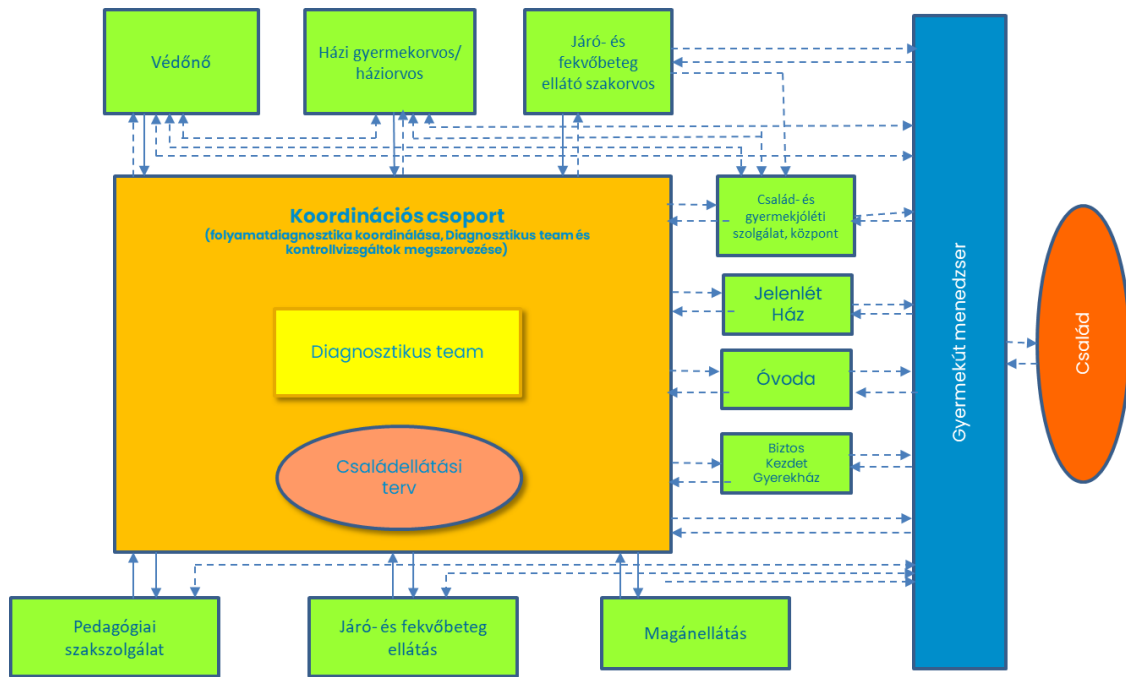 Védőnő
Házi gyermekorvos/
háziorvos
Járó- és
fekvőbeteg
ellátó szakorvos
Koordinációs csoport
(folyamatdiagnosztika koordinálása, Diagnosztikus team és
kontrollvizsgáltok megszervezése)
Diagnosztikus team
Családellátási
terv
Család- és
gyermekjóléti
szolgálat, központ
Jelenlét
Ház
Óvoda
Biztos
Kezdet
Gyerekház
Gyermekút menedzser
Család
Pedagógiai
szakszolgálat
Járó- és fekvőbeteg
ellátás
Magánellátás